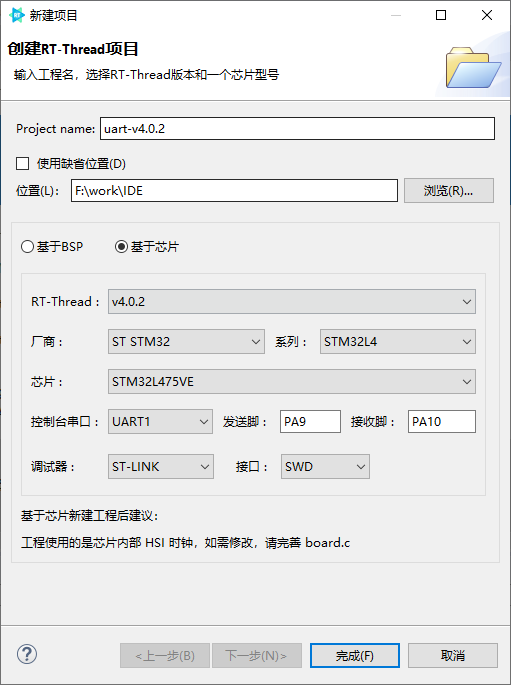 新建项目
创建RT-Thread项目
输入工程名，选择RT-Thread版本和一个芯片型号
Project name: uart-v4.0.2
使用缺省位置(D)
位置(L)： F:\work\IDE 浏览(R)...
基于BSP 基于芯片
RT-Thread： v4.0.2
厂商： ST STM32 系列： STM32L4
芯片： STM32L475VE
控制台串口： UART1 发送脚： PA9 接收脚： PA10
调试器： ST-LINK 接口： SWD
基于芯片新建工程后建议：
工程使用的是芯片内部 HSI 时钟，如需修改，请完善 board.c
<上一步(B) 下一步(N)> 完成(F) 取消